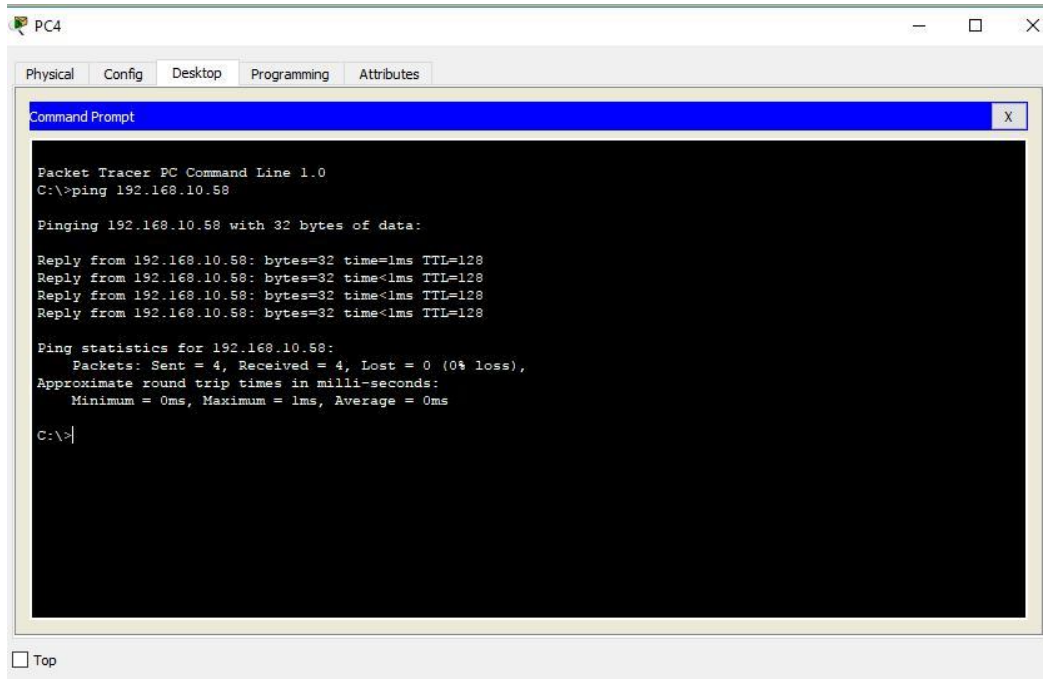 PC4
Physical Config Desktop Programming Attributes
Command Prompt
X
Packet Tracer PC Command Line 1.0
C:\>ping 192.168.10.58
Pinging 192.168.10.58 with 32 bytes of data:
Reply from 192.168.10.58: bytes=32 time=1ms TTL=128
Reply from 192.168.10.58: bytes=32 time<1ms TTL=128
Reply from 192.168.10.58: bytes=32 time<1ms TTL=128
Reply from 192.168.10.58: bytes=32 time<1ms TTL=128
Ping statistics for 192.168.10.58:
Packets: Sent = 4, Received = 4, Lost = 0 (0% loss),
Approximate round trip times in milli-seconds:
Minimum = 0ms, Maximum = 1ms, Average = 0ms
C:\>
Top